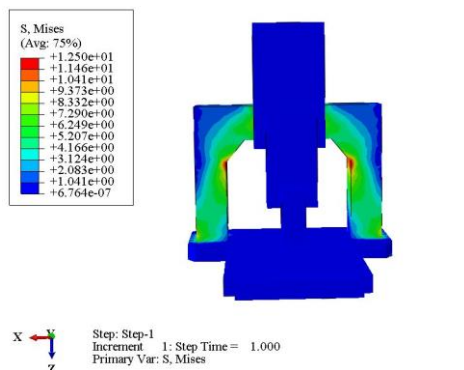 S, Mises
(Avg: 75%)
+1.250e+01
+1.146e+01
+1.041e+01
+9.373e+00
+8.332e+00
+7.290e+00
+6.249e+00
+5.207e+00
+4.166e+00
+3.124e+00
+2.083e+00
+1.041e+00
+6.764e-07
X
Y
Z
Step: Step-1
Increment 1: Step Time = 1.000
Primary Var: S, Mises